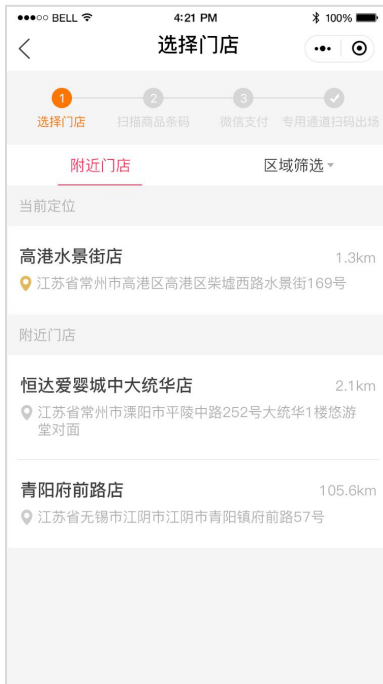 BELL 4:21 PM 100%
选择门店
1 2 3
选择门店 扫描商品条码 微信支付 专用通道扫码出场
附近门店 区域筛选
当前定位
高港水景街店 1.3km
江苏省常州市高港区高港区柴墟西路水景街169号
附近门店
恒达爱婴城中大统华店 2.1km
江苏省常州市溧阳市平陵中路252号大统华1楼悠游
堂对面
青阳府前路店 105.6km
江苏省无锡市江阴市江阴市青阳镇府前路57号